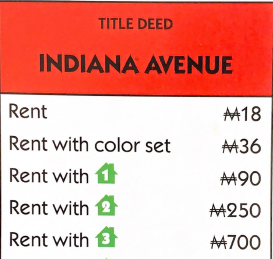 TITLE DEED
INDIANA AVENUE
Rent ₩18
Rent with color set ₩36
Rent with 1 ₩90
Rent with 2 ₩250
Rent with 3 ₩700